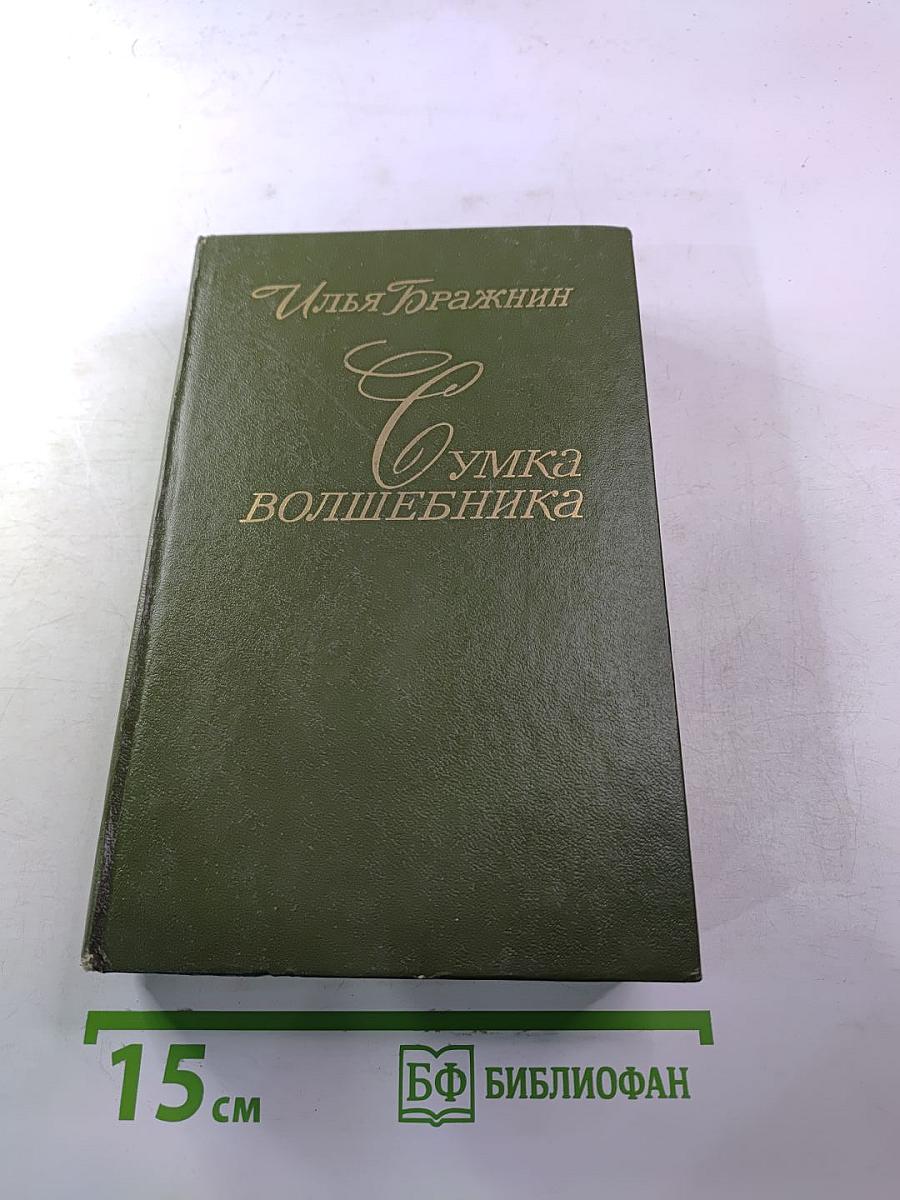 Илья Бражнин
Сумка
волшебника
15 см
БФ БИБЛИОФАН